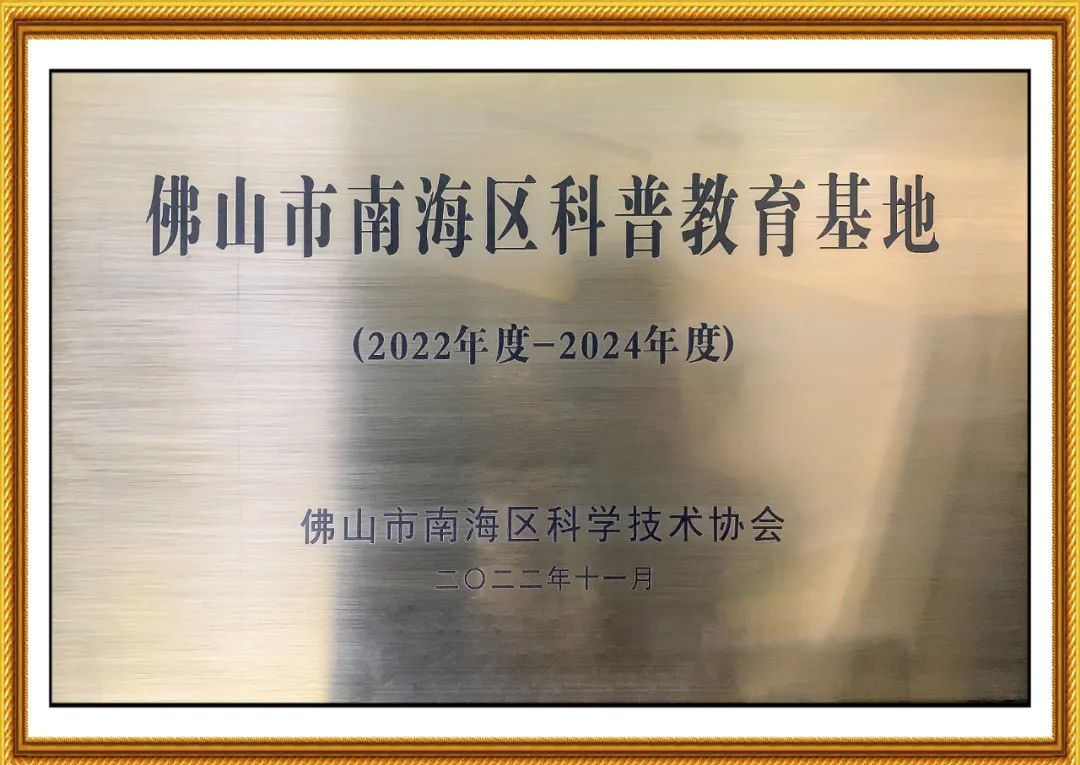 佛山市南海区科普教育基地
(2022年度-2024年度)
佛山市南海区科学技术协会
二〇二二年十一月